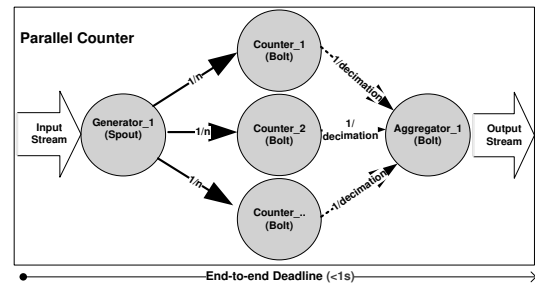 Parallel Counter
Counter_1
(Bolt)
1/n
1/decimation
Input
Stream
Generator_1
(Spout)
1/n
Counter_2
(Bolt)
1/
decimation
Aggregator_1
(Bolt)
Output
Stream
1/n
Counter_..
(Bolt)
1/decimation
End-to-end Deadline (<1s)